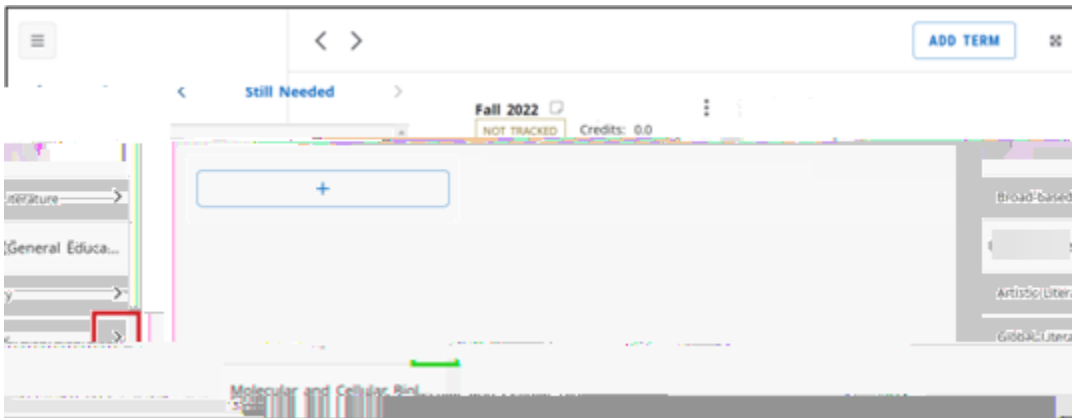 ADD TERM
Still Needed
Fall 2022
NOT TRACKED Credits: 0.0
+
Broad-based
(General Educa...
Artistic Litera
Global Litera
Molecular and Cellular Biol